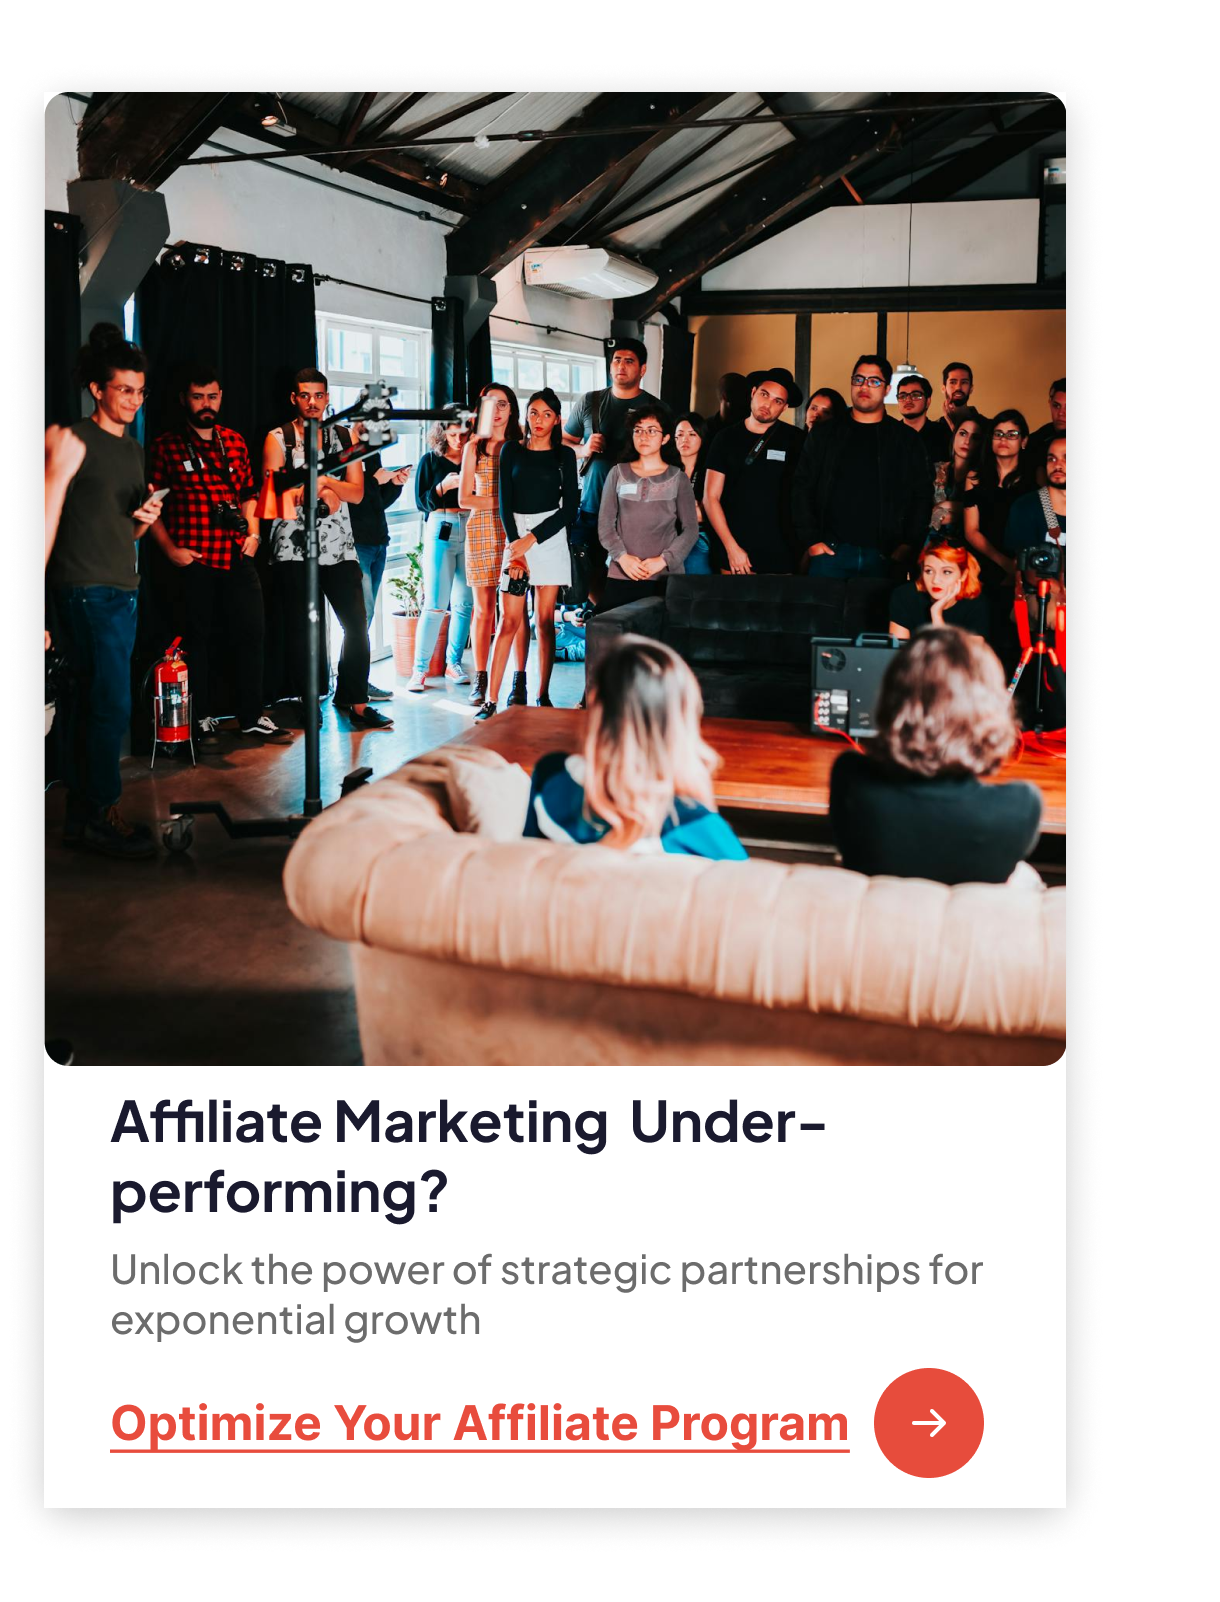 Affiliate Marketing Under-
performing?
Unlock the power of strategic partnerships for
exponential growth
Optimize Your Affiliate Program